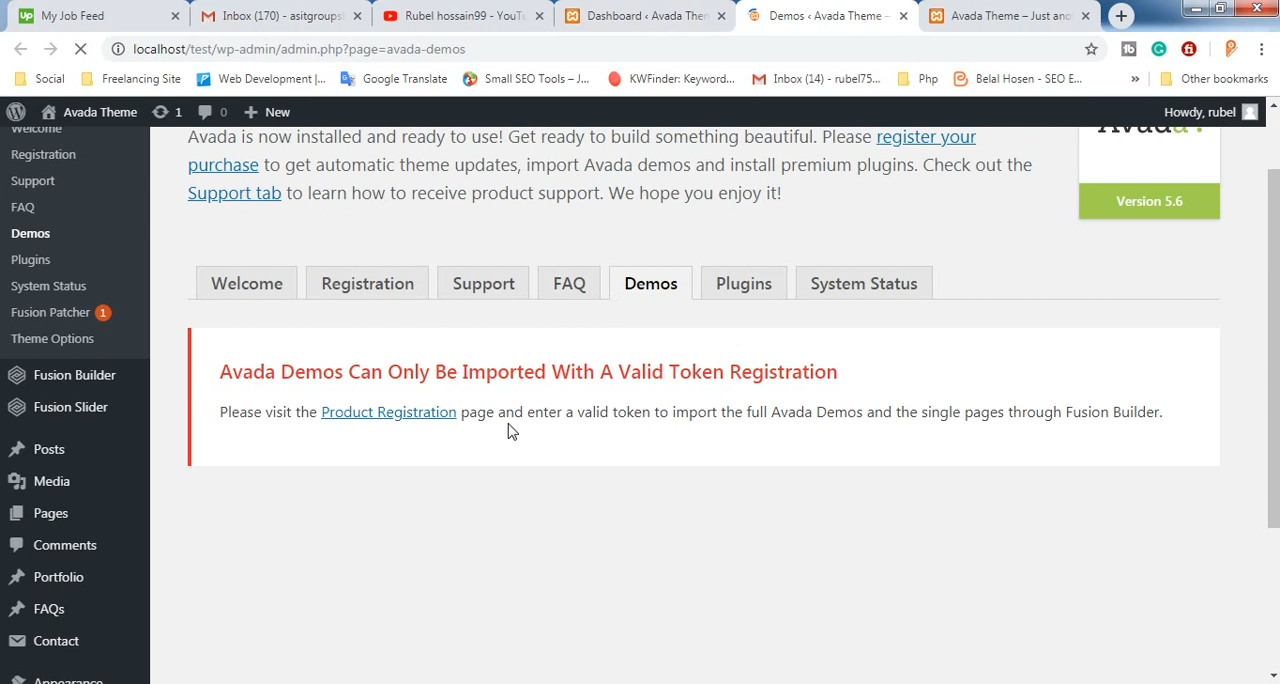 My Job Feed
Inbox (170) - asitgroups
Rubel hossain99 - YouTu
Dashboard ‹ Avada Theme
Demos ‹ Avada Theme —
Avada Theme – Just ano
localhost/test/wp-admin/admin.php?page=avada-demos
Social
Freelancing Site
Web Development |...
Google Translate
Small SEO Tools – J...
KWFinder: Keywor...
Inbox (14) - rubel75...
Php
Belal Hosen - SEO E...
»
Other bookmarks
Avada Theme
1
0
New
Howdy, rubel
Welcome
Registration
Support
FAQ
Demos
Plugins
System Status
Fusion Patcher 1
Theme Options
Fusion Builder
Fusion Slider
Posts
Media
Pages
Comments
Portfolio
FAQs
Contact
Appearance
Avada is now installed and ready to use! Get ready to build something beautiful. Please register your
purchase to get automatic theme updates, import Avada demos and install premium plugins. Check out the
Support tab to learn how to receive product support. We hope you enjoy it!
Avada.
Version 5.6
Welcome
Registration
Support
FAQ
Demos
Plugins
System Status
Avada Demos Can Only Be Imported With A Valid Token Registration
Please visit the Product Registration page and enter a valid token to import the full Avada Demos and the single pages through Fusion Builder.